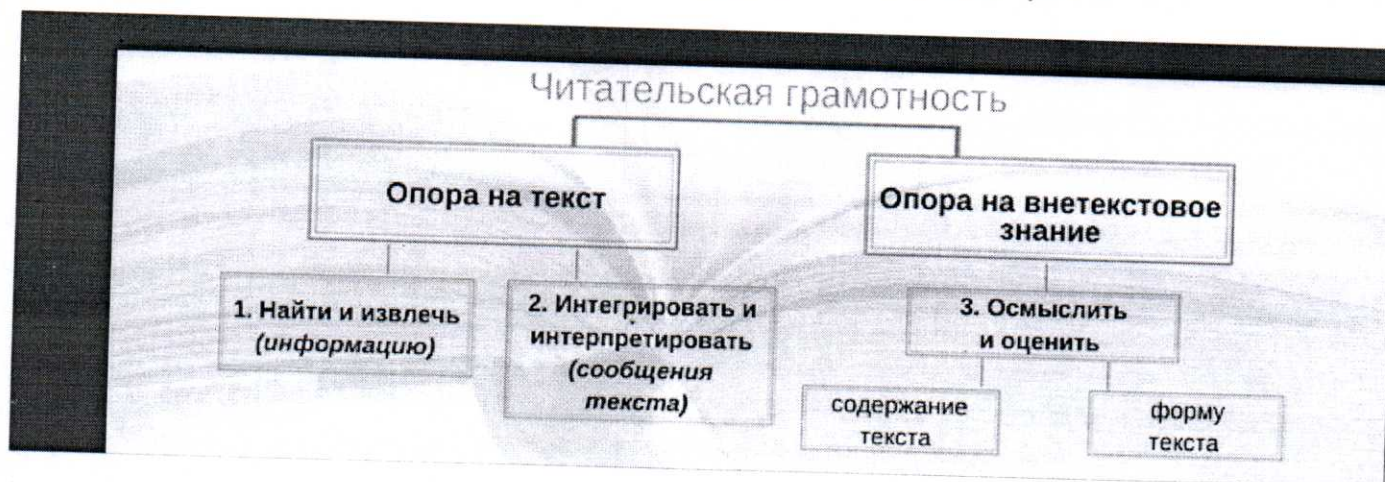 Читательская грамотность
Опора на текст
Опора на внетекстовое
знание
1. Найти и извлечь
(информацию)
2. Интегрировать и
интерпретировать
(сообщения
текста)
3. Осмыслить
и оценить
содержание
текста
форму
текста